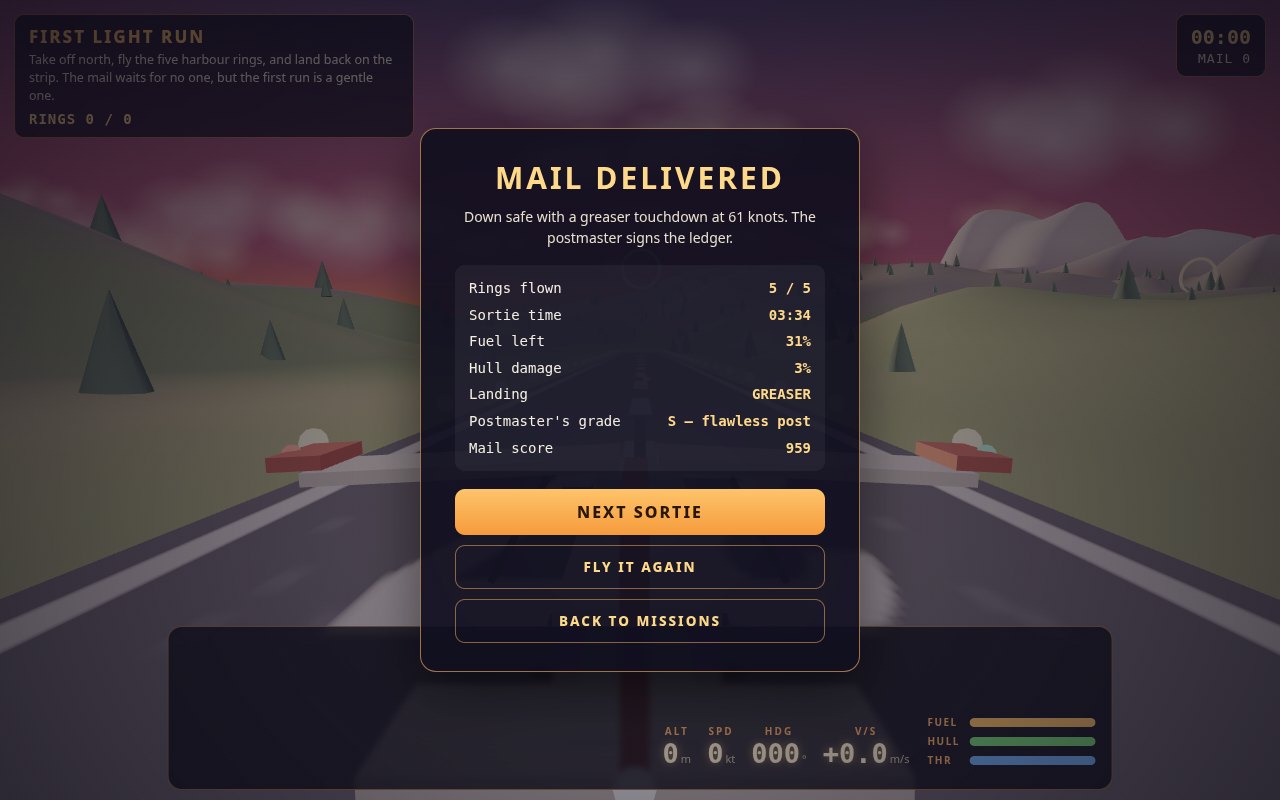 FIRST LIGHT RUN
Take off north, fly the five harbour rings, and land back on the
strip. The mail waits for no one, but the first run is a gentle
one.
RINGS 0 / 0
00:00
MAIL 0
MAIL DELIVERED
Down safe with a greaser touchdown at 61 knots. The
postmaster signs the ledger.
Rings flown 5 / 5
Sortie time 03:34
Fuel left 31%
Hull damage 3%
Landing GREASER
Postmaster's grade S — flawless post
Mail score 959
NEXT SORTIE
FLY IT AGAIN
BACK TO MISSIONS
ALT SPD HDG V/S
0 m 0 kt 000° +0.0 m/s
FUEL
HULL
THR